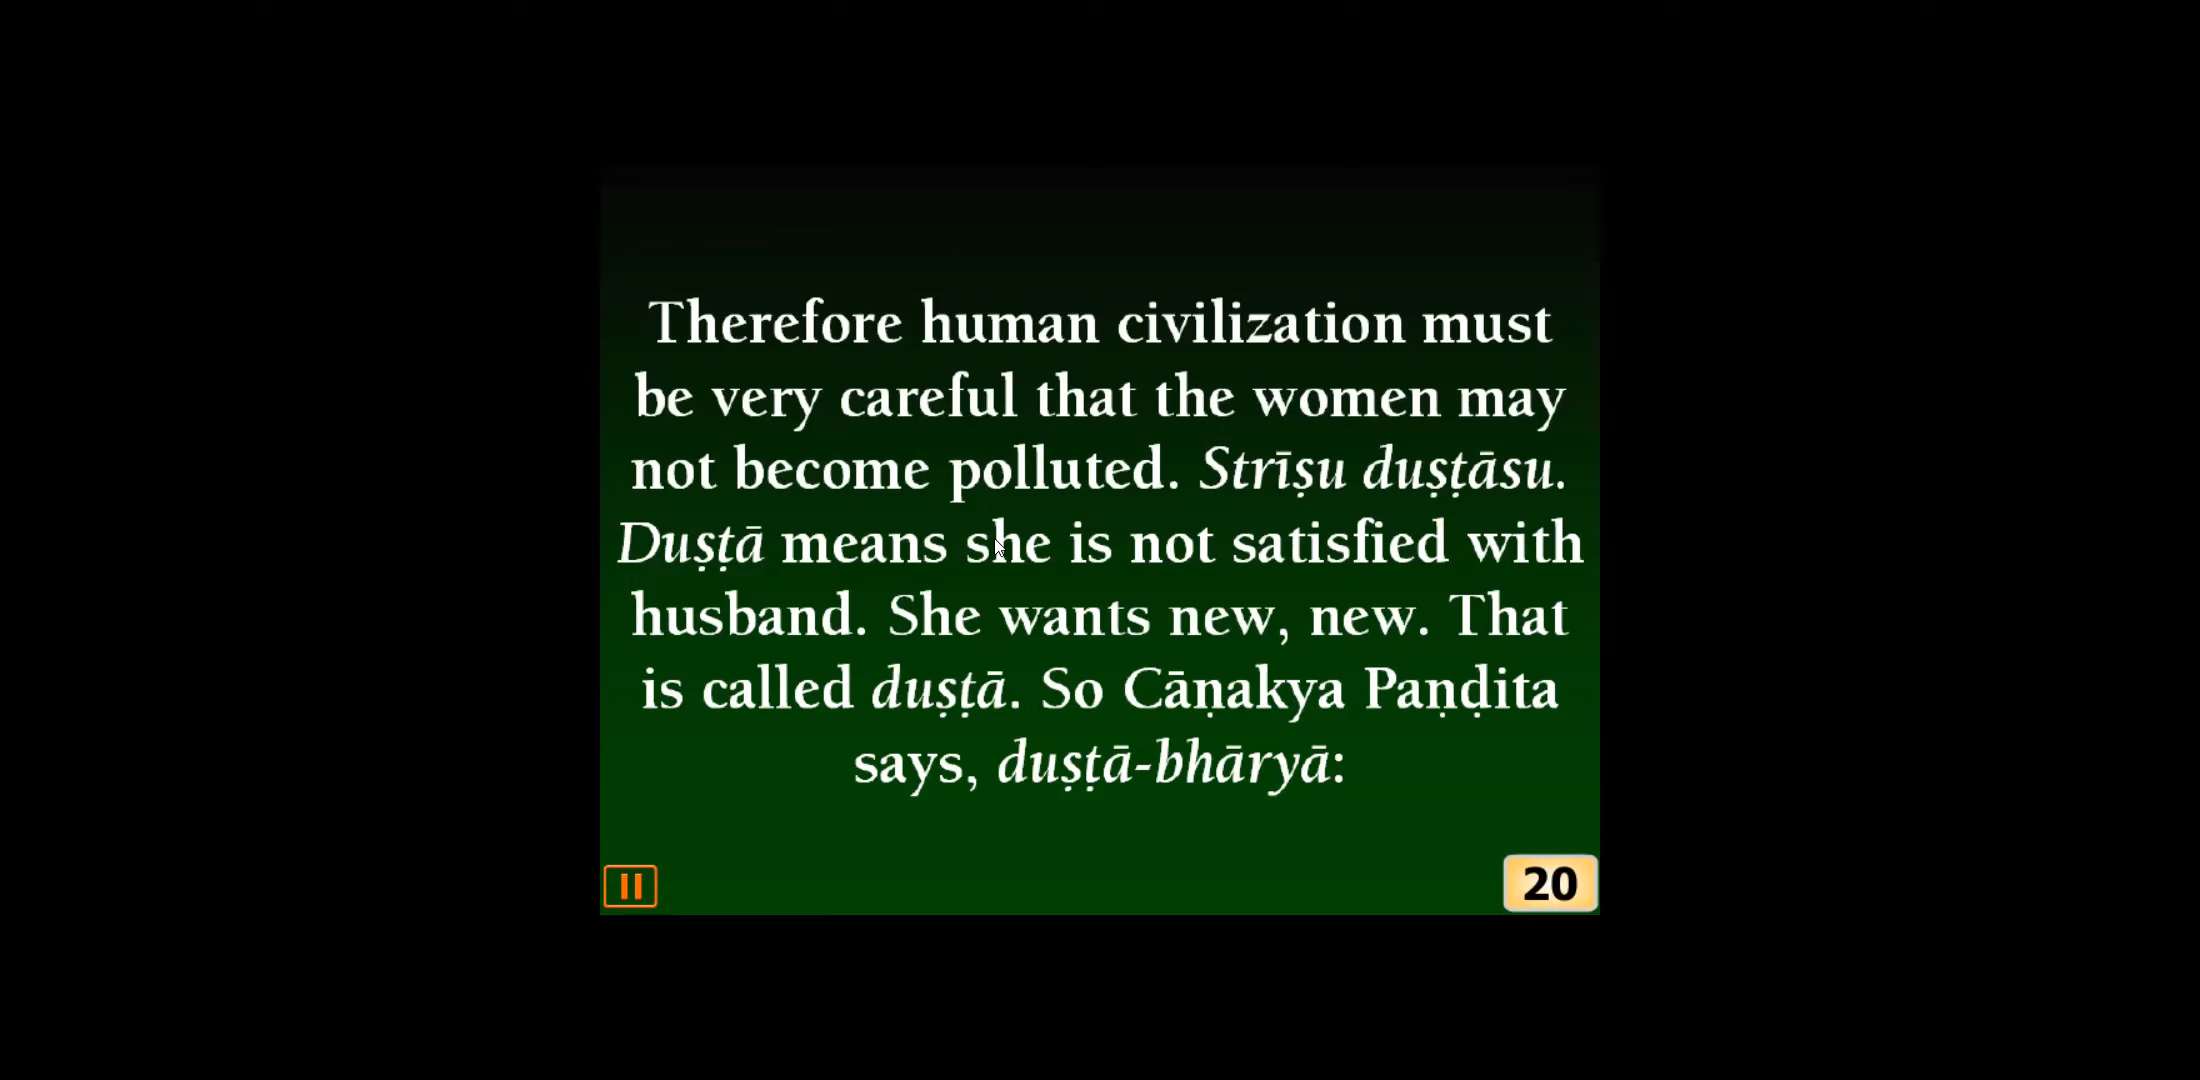 Therefore human civilization must
be very careful that the women may
not become polluted. Strīṣu duṣṭāsu.
Duṣṭā means she is not satisfied with
husband. She wants new, new. That
is called duṣṭā. So Cāṇakya Paṇḍita
says, duṣṭā-bhāryā:
20